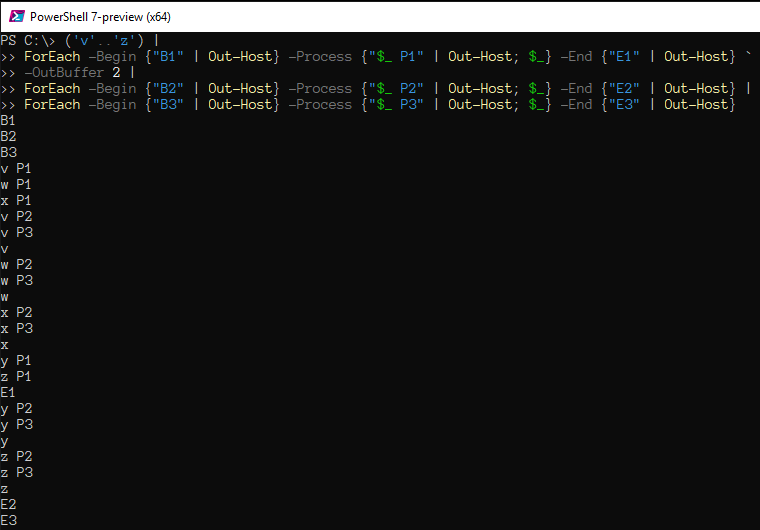 PowerShell 7-preview (x64)
PS C:\> ('v'..'z') |
>> ForEach -Begin {"B1" | Out-Host} -Process {"$_ P1" | Out-Host; $_} -End {"E1" | Out-Host} `
>> -OutBuffer 2 |
>> ForEach -Begin {"B2" | Out-Host} -Process {"$_ P2" | Out-Host; $_} -End {"E2" | Out-Host} |
>> ForEach -Begin {"B3" | Out-Host} -Process {"$_ P3" | Out-Host; $_} -End {"E3" | Out-Host}
B1
B2
B3
v P1
w P1
x P1
v P2
v P3
v
w P2
w P3
w
x P2
x P3
x
y P1
z P1
E1
y P2
y P3
y
z P2
z P3
z
E2
E3